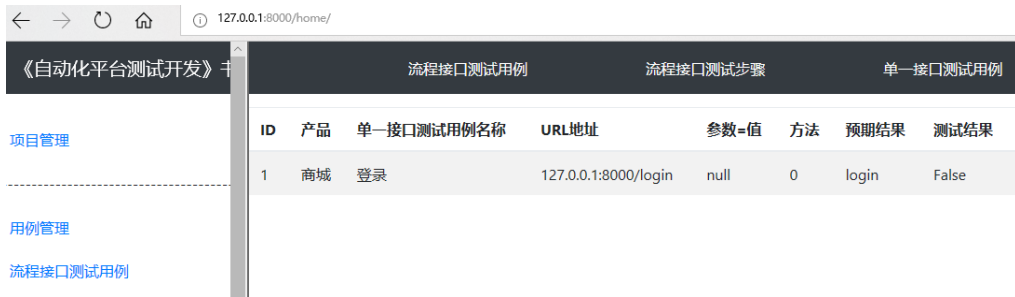 127.0.0.1:8000/home/
《自动化平台测试开发》
流程接口测试用例 流程接口测试步骤 单一接口测试用例
项目管理
用例管理
流程接口测试用例
ID 产品 单一接口测试用例名称 URL地址 参数=值 方法 预期结果 测试结果
1 商城 登录 127.0.0.1:8000/login null 0 login False